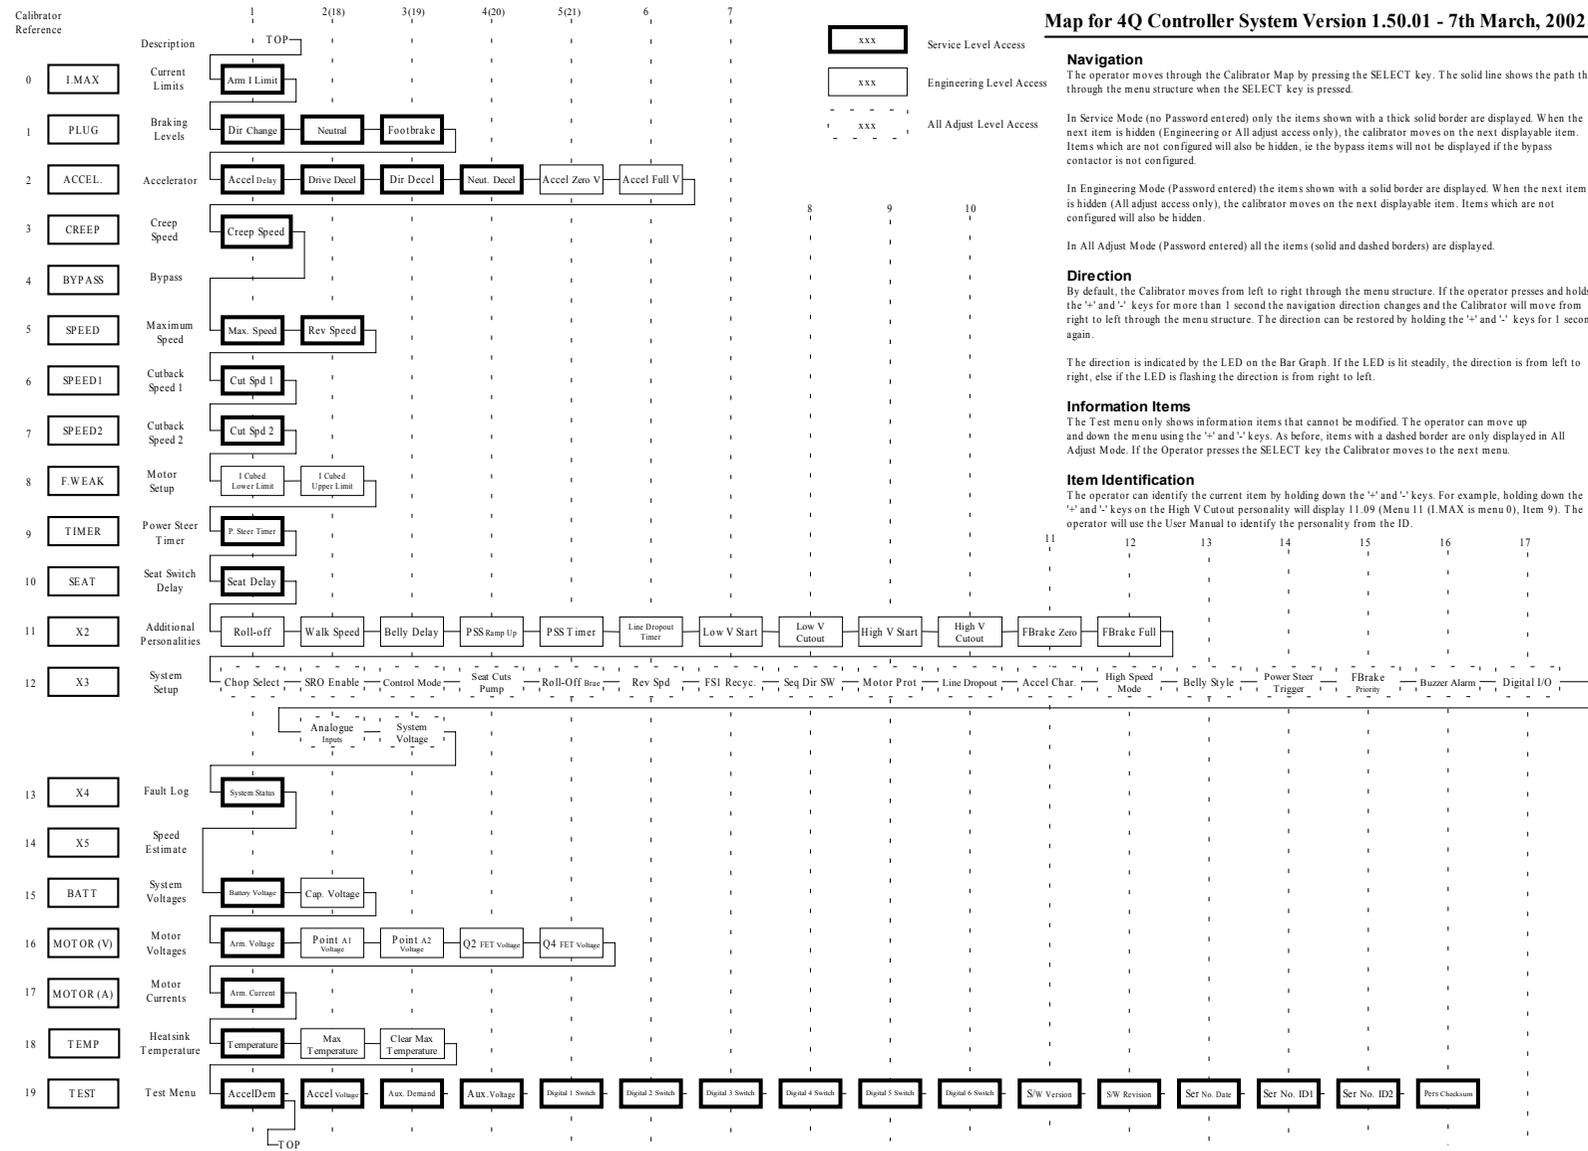 Calibrator
Reference
1 2(18) 3(19) 4(20) 5(21) 6 7
Description
TOP
0 I.MAX Current Limits Arm I Limit
1 PLUG Braking Levels Dir Change Neutral Footbrake
2 ACCEL. Accelerator Accel Delay Drive Decel Dir Decel Neut. Decel Accel Zero V Accel Full V
3 CREEP Creep Speed Creep Speed
4 BYPASS Bypass
5 SPEED Maximum Speed Max. Speed Rev Speed
6 SPEED1 Cutback Speed 1 Cut Spd 1
7 SPEED2 Cutback Speed 2 Cut Spd 2
8 F.WEAK Motor Setup I Cubed Lower Limit I Cubed Upper Limit
9 TIMER Power Steer Timer P. Steer Timer
10 SEAT Seat Switch Delay Seat Delay
xxx Service Level Access
xxx Engineering Level Access
xxx All Adjust Level Access
8 9 10
Map for 4Q Controller System Version 1.50.01 - 7th March, 2002
Navigation
The operator moves through the Calibrator Map by pressing the SELECT key. The solid line shows the path th
through the menu structure when the SELECT key is pressed.
In Service Mode (no Password entered) only the items shown with a thick solid border are displayed. When the
next item is hidden (Engineering or All adjust access only), the calibrator moves on the next displayable item.
Items which are not configured will also be hidden, ie the bypass items will not be displayed if the bypass
contactor is not configured.
In Engineering Mode (Password entered) the items shown with a solid border are displayed. When the next item
is hidden (All adjust access only), the calibrator moves on the next displayable item. Items which are not
configured will also be hidden.
In All Adjust Mode (Password entered) all the items (solid and dashed borders) are displayed.
Direction
By default, the Calibrator moves from left to right through the menu structure. If the operator presses and holds
the '+' and '-' keys for more than 1 second the navigation direction changes and the Calibrator will move from
right to left through the menu structure. The direction can be restored by holding the '+' and '-' keys for 1 secon
again.
The direction is indicated by the LED on the Bar Graph. If the LED is lit steadily, the direction is from left to
right, else if the LED is flashing the direction is from right to left.
Information Items
The Test menu only shows information items that cannot be modified. The operator can move up
and down the menu using the '+' and '-' keys. As before, items with a dashed border are only displayed in All
Adjust Mode. If the Operator presses the SELECT key the Calibrator moves to the next menu.
Item Identification
The operator can identify the current item by holding down the '+' and '-' keys. For example, holding down the
'+' and '-' keys on the High V Cutout personality will display 11.09 (Menu 11 (I.MAX is menu 0), Item 9). The
operator will use the User Manual to identify the personality from the ID.
11 12 13 14 15 16 17
11 X2 Additional Personalities Roll-off Walk Speed Belly Delay PSS Ramp Up PSS Timer Line Dropout Timer Low V Start Low V Cutout High V Start High V Cutout FBrake Zero FBrake Full
12 X3 System Setup Chop Select SRO Enable Control Mode Seat Cuts Pump Roll-Off Brae Rev Spd FS1 Recyc. Seq Dir SW Motor Prot Line Dropout Accel Char. High Speed Mode Belly Style Power Steer Trigger FBrake Priority Buzzer Alarm Digital I/O
Analogue Inputs System Voltage
13 X4 Fault Log System Status
14 X5 Speed Estimate
15 BATT System Voltages Battery Voltage Cap. Voltage
16 MOTOR (V) Motor Voltages Arm. Voltage Point A1 Voltage Point A2 Voltage Q2 FET Voltage Q4 FET Voltage
17 MOTOR (A) Motor Currents Arm. Current
18 TEMP Heatsink Temperature Temperature Max Temperature Clear Max Temperature
19 TEST Test Menu AccelDem Accel Voltage Aux. Demand Aux. Voltage Digital 1 Switch Digital 2 Switch Digital 3 Switch Digital 4 Switch Digital 5 Switch Digital 6 Switch S/W Version S/W Revision Ser No. Date Ser No. ID1 Ser No. ID2 Pers Checksum
TOP